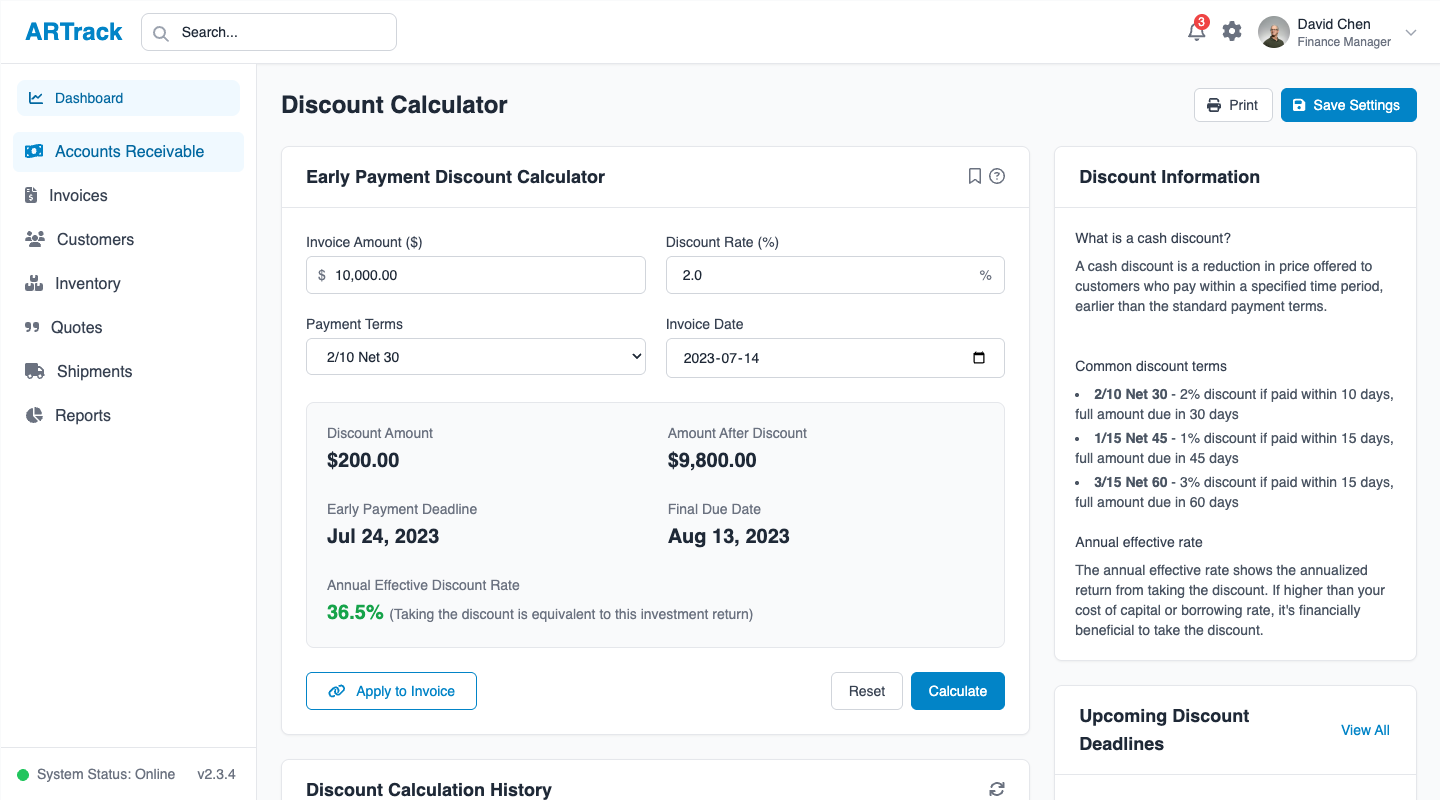 ARTrack
Search...
3
David Chen
Finance Manager
Dashboard
Accounts Receivable
Invoices
Customers
Inventory
Quotes
Shipments
Reports
System Status: Online v2.3.4
Discount Calculator
Print
Save Settings
Early Payment Discount Calculator
Invoice Amount ($)
$ 10,000.00
Discount Rate (%)
2.0 %
Payment Terms
2/10 Net 30
Invoice Date
2023-07-14
Discount Amount
$200.00
Amount After Discount
$9,800.00
Early Payment Deadline
Jul 24, 2023
Final Due Date
Aug 13, 2023
Annual Effective Discount Rate
36.5% (Taking the discount is equivalent to this investment return)
Apply to Invoice
Reset
Calculate
Discount Calculation History
Discount Information
What is a cash discount?
A cash discount is a reduction in price offered to
customers who pay within a specified time period,
earlier than the standard payment terms.
Common discount terms
• 2/10 Net 30 - 2% discount if paid within 10 days,
full amount due in 30 days
• 1/15 Net 45 - 1% discount if paid within 15 days,
full amount due in 45 days
• 3/15 Net 60 - 3% discount if paid within 15 days,
full amount due in 60 days
Annual effective rate
The annual effective rate shows the annualized
return from taking the discount. If higher than your
cost of capital or borrowing rate, it's financially
beneficial to take the discount.
Upcoming Discount
Deadlines
View All